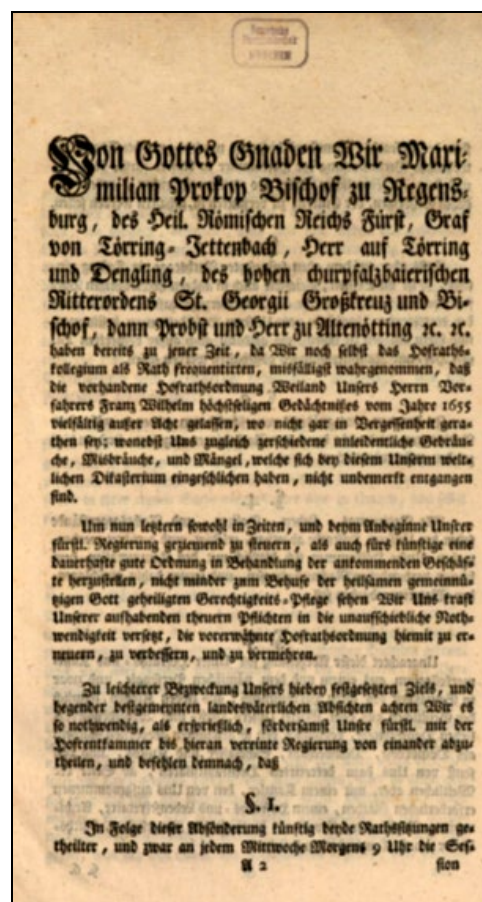 Von Gottes Gnaden Wir Maxi-
milian Prokop Bischof zu Regens-
burg, des Heil. Römischen Reichs Fürst, Graf
von Törring-Jettenbach, Herr auf Törring
und Dengling, des hohen churpfalzbaierischen
Ritterordens St. Georgii Großkreuz und Bi-
schof, dann Probst und Herr zu Altenötting ꝛc. ꝛc.
haben bereits zu jener Zeit, da Wir noch selbst das Hofraths-
kollegium als Rath frequentirten, misfälligst wahrgenommen, daß
die vorhandene Hofrathsordnung Weiland Unsers Herrn Vor-
fahrers Franz Wilhelm höchstseligen Gedächtnißes vom Jahre 1655
vielfältig außer Acht gelassen, wo nicht gar in Vergessenheit gera-
then sey; wonebst Uns zugleich zerschiedene unleidentliche Gebräu-
che, Misbräuche, und Mängel, welche sich bey diesem Unserm welt-
lichen Dikasterium eingeschlichen haben, nicht unbemerkt entgangen
sind.
Um nun letztern sowohl in Zeiten, und beym Anbeginne Unsrer
fürstl. Regierung geziemend zu steuern, als auch fürs künftige eine
dauerhafte gute Ordnung in Behandlung der ankommenden Geschäf-
te herzustellen, nicht minder zum Behufe der heilsamen gemeinnü-
tzigen Gott geheiligten Gerechtigkeits-Pflege sehen Wir Uns kraft
Unserer aufhabenden theuern Pflichten in die unaufschiebliche Noth-
wendigkeit versetzt, die vorerwähnte Hofrathsordnung hiemit zu er-
neuern, zu verbessern, und zu vermehren.
Zu leichterer Bezweckung Unsers hiebey festgesetzten Ziels, und
hegender bestgemeynten landesväterlichen Absichten achten Wir es
so nothwendig, als ersprießlich, fördersamst Unsre fürstl. mit der
Hofrentkammer bis hieran vereinte Regierung von einander abzu-
theilen, und befehlen demnach, daß
§. I.
In Folge dieser Absönderung künftig beyde Rathssitzungen ge-
theilter, und zwar an jedem Mittwoche Morgens 9 Uhr die Ses-
A 2 sion